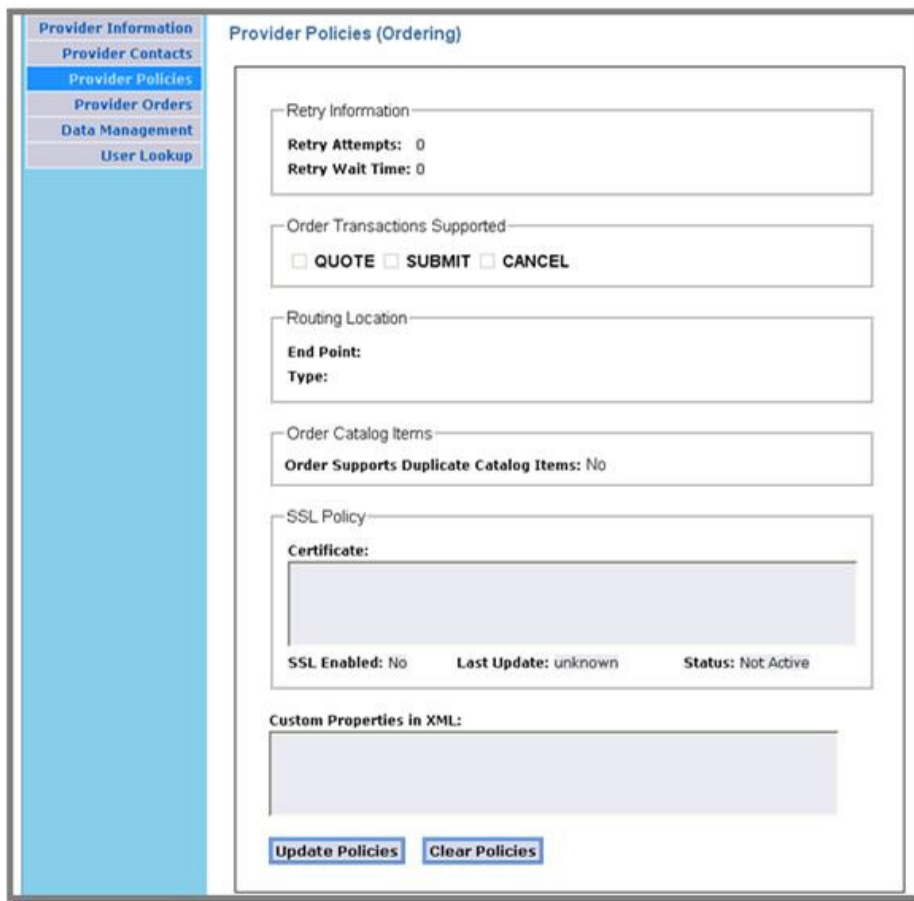 Provider Information
Provider Contacts
Provider Policies
Provider Orders
Data Management
User Lookup
Provider Policies (Ordering)
Retry Information
Retry Attempts: 0
Retry Wait Time: 0
Order Transactions Supported
QUOTE SUBMIT CANCEL
Routing Location
End Point:
Type:
Order Catalog Items
Order Supports Duplicate Catalog Items: No
SSL Policy
Certificate:
SSL Enabled: No Last Update: unknown Status: Not Active
Custom Properties in XML:
Update Policies Clear Policies